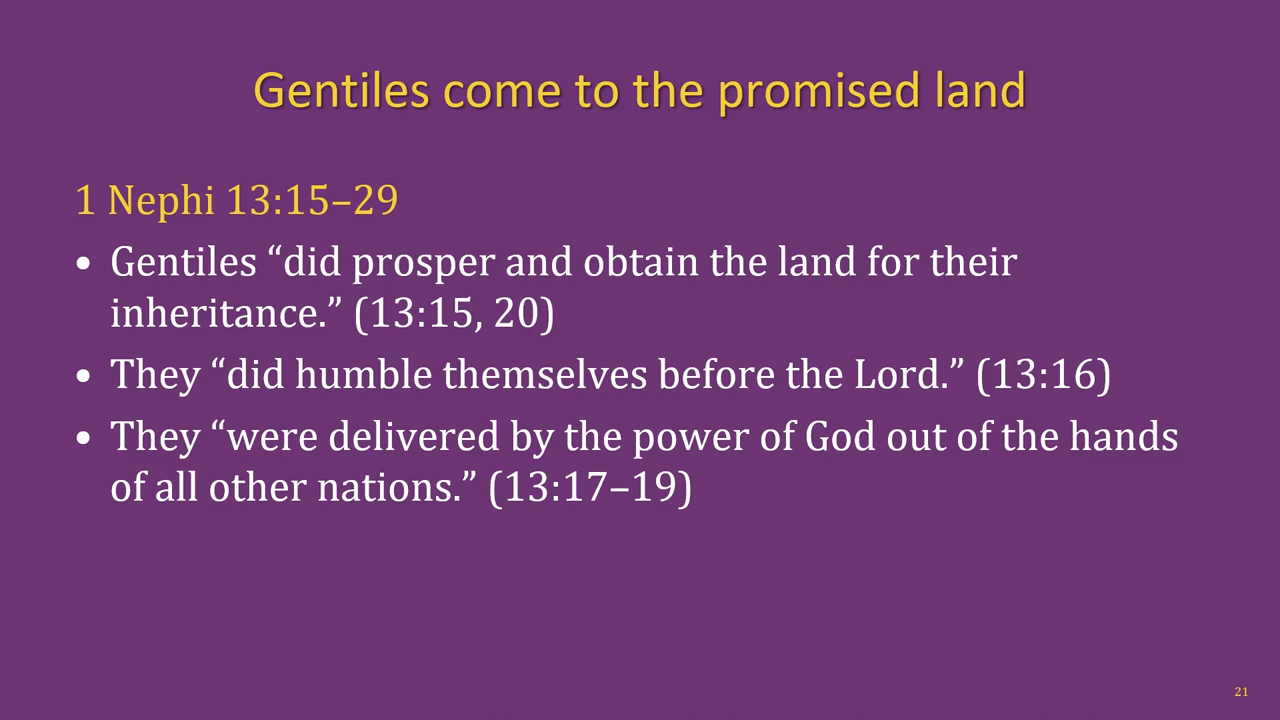 Gentiles come to the promised land
1 Nephi 13:15–29
• Gentiles “did prosper and obtain the land for their
inheritance.” (13:15, 20)
• They “did humble themselves before the Lord.” (13:16)
• They “were delivered by the power of God out of the hands
of all other nations.” (13:17–19)
21